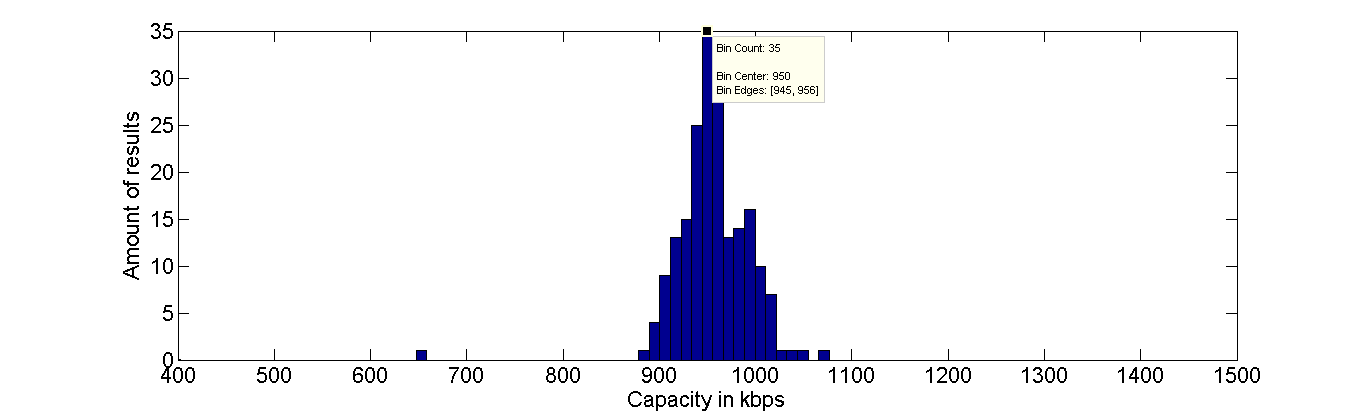 35
30
25
20
15
10
5
0
Amount of results
Bin Count: 35
Bin Center: 950
Bin Edges: [945, 956]
400 500 600 700 800 900 1000 1100 1200 1300 1400 1500
Capacity in kbps